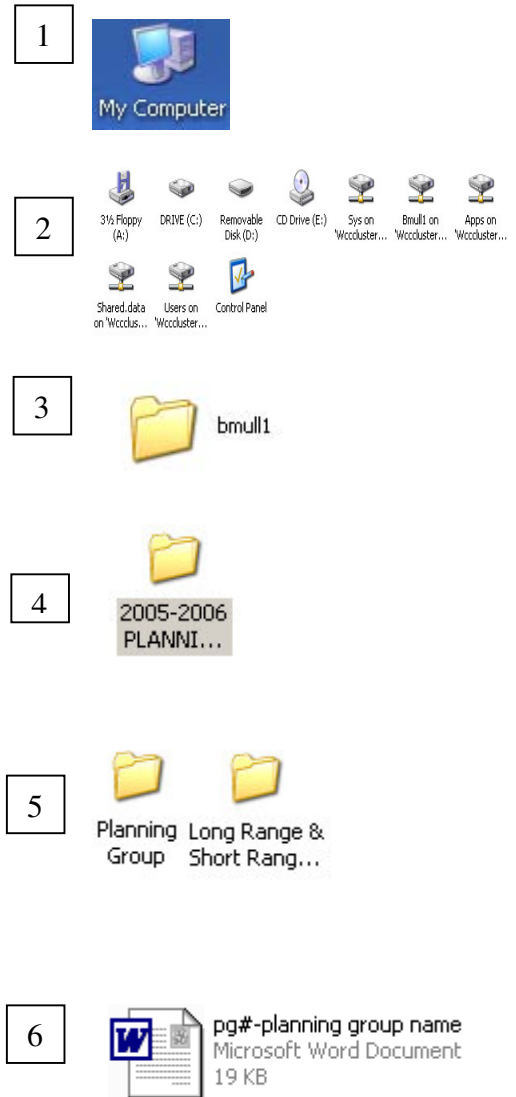 1
My Computer
2
3½ Floppy (A:)
DRIVE (C:)
Removable Disk (D:)
CD Drive (E:)
Sys on 'Wcccluster...
Bmull1 on 'Wcccluster...
Apps on 'Wcccluster...
Shared.data on 'Wccclus...
Users on 'Wcccluster...
Control Panel
3
bmull1
4
2005-2006
PLANNI...
5
Planning Group
Long Range & Short Rang...
6
W
pg#-planning group name
Microsoft Word Document
19 KB